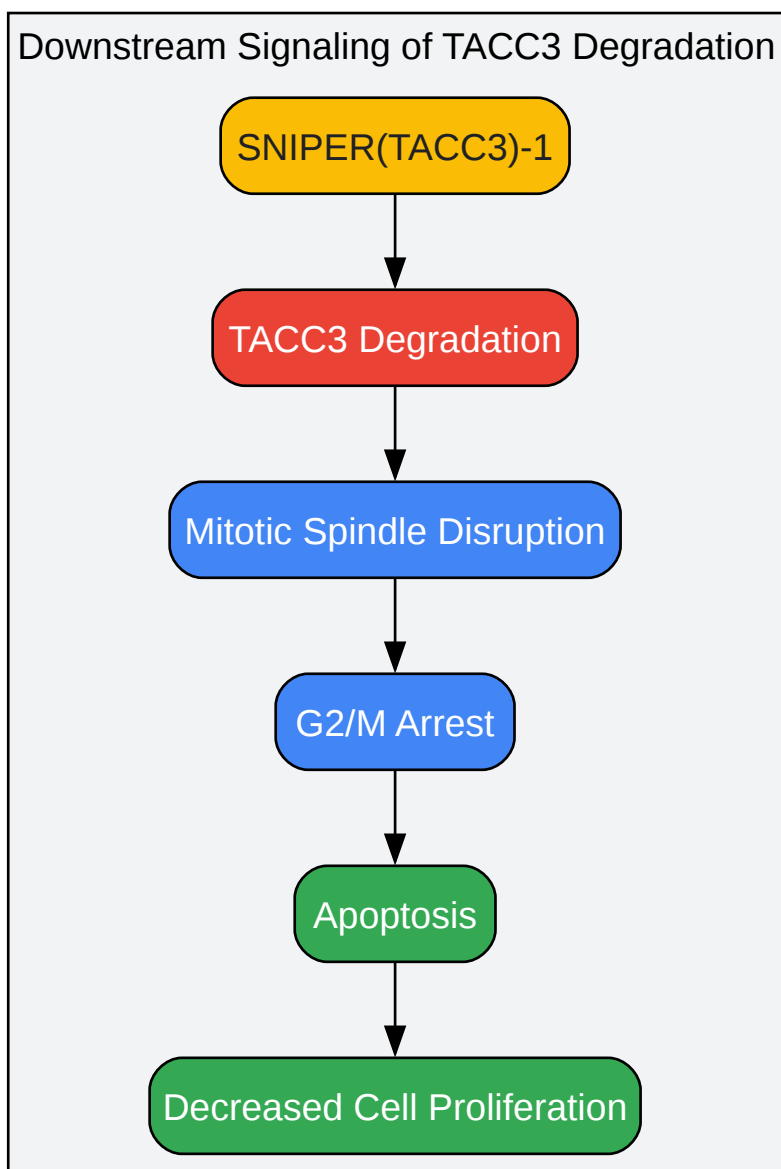 Downstream Signaling of TACC3 Degradation
SNIPER(TACC3)-1
TACC3 Degradation
Mitotic Spindle Disruption
G2/M Arrest
Apoptosis
Decreased Cell Proliferation